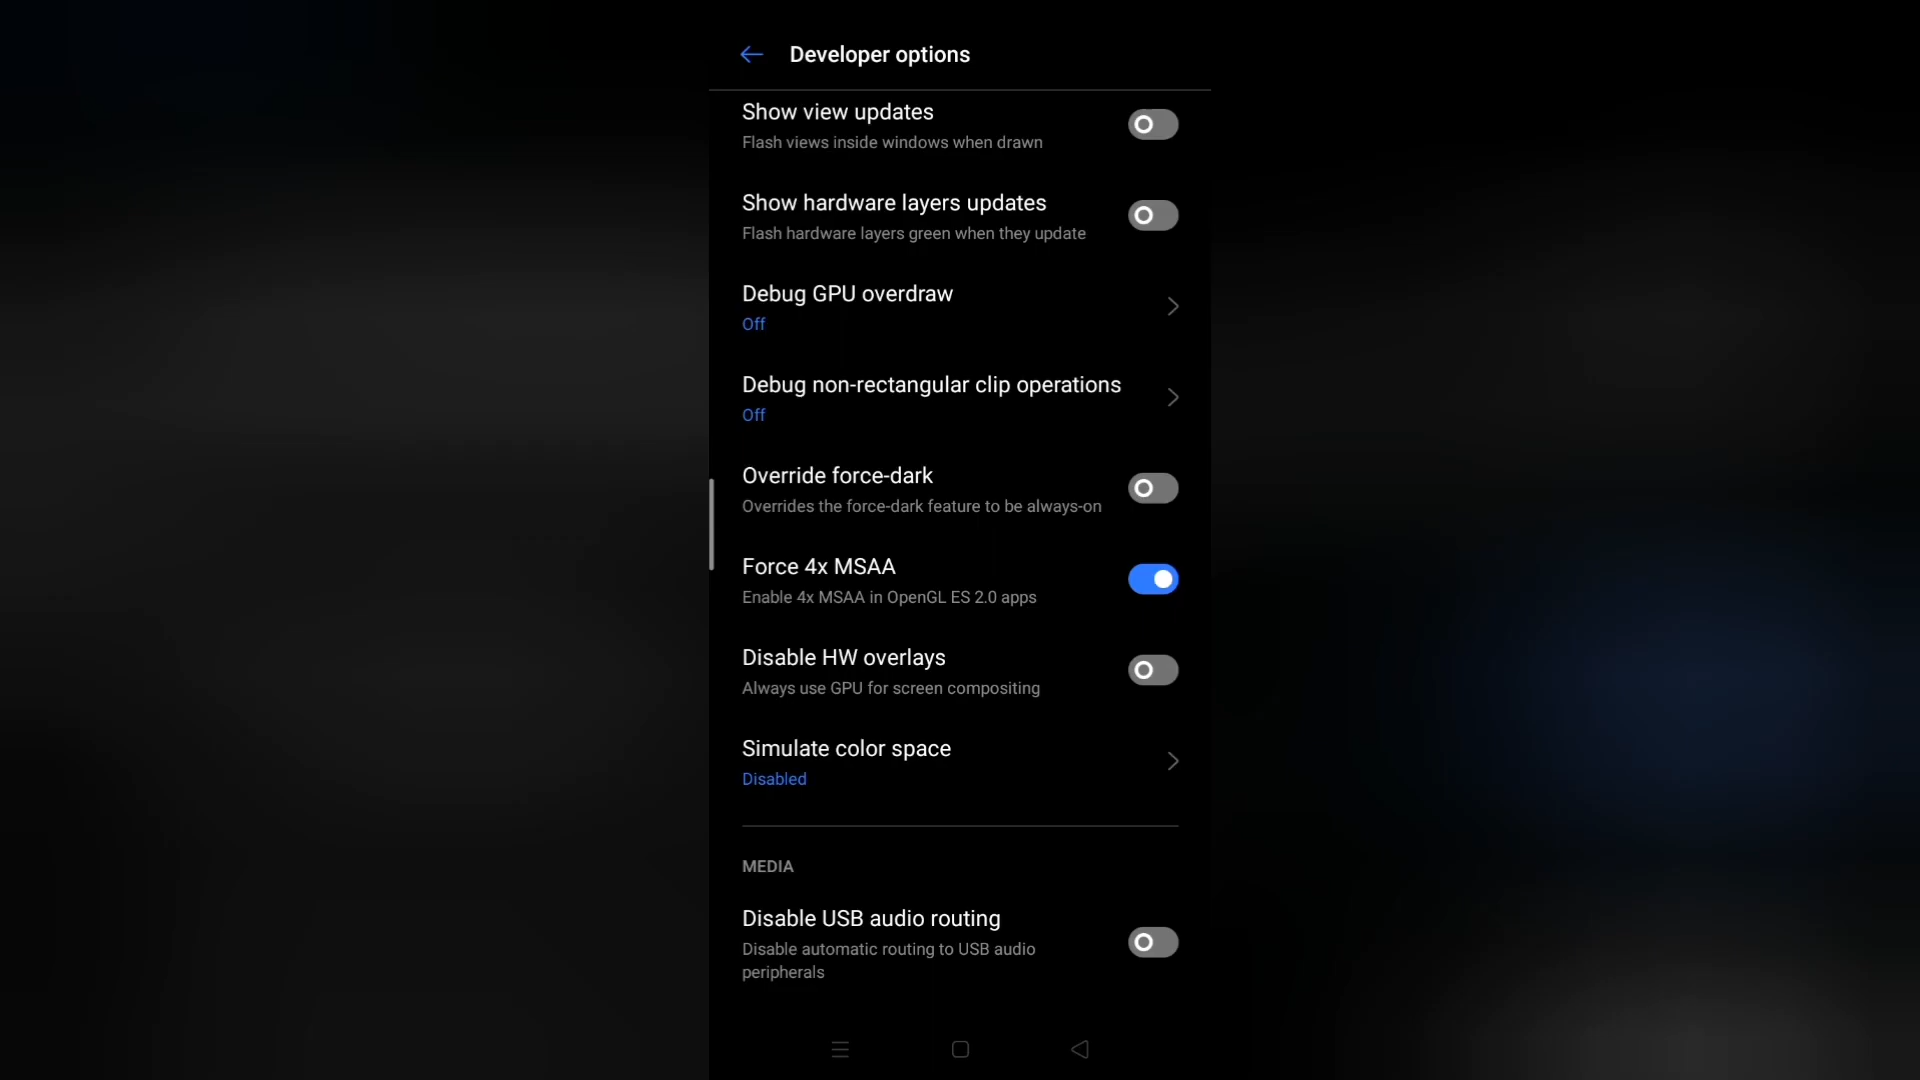 Developer options
Show view updates
Flash views inside windows when drawn
Show hardware layers updates
Flash hardware layers green when they update
Debug GPU overdraw
Off
Debug non-rectangular clip operations
Off
Override force-dark
Overrides the force-dark feature to be always-on
Force 4x MSAA
Enable 4x MSAA in OpenGL ES 2.0 apps
Disable HW overlays
Always use GPU for screen compositing
Simulate color space
Disabled
MEDIA
Disable USB audio routing
Disable automatic routing to USB audio
peripherals